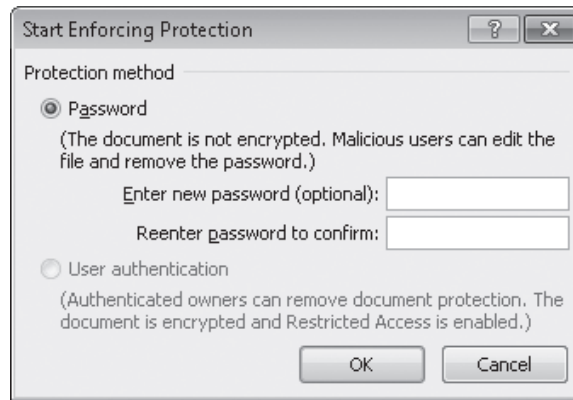 Start Enforcing Protection
Protection method
Password
(The document is not encrypted. Malicious users can edit the
file and remove the password.)
Enter new password (optional):
Reenter password to confirm:
User authentication
(Authenticated owners can remove document protection. The
document is encrypted and Restricted Access is enabled.)
OK Cancel